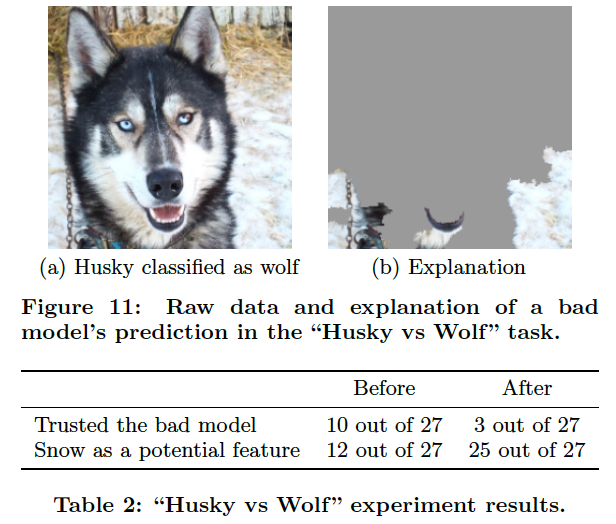 (a) Husky classified as wolf
(b) Explanation
Figure 11: Raw data and explanation of a bad
model's prediction in the “Husky vs Wolf” task.
Before After
Trusted the bad model 10 out of 27 3 out of 27
Snow as a potential feature 12 out of 27 25 out of 27
Table 2: “Husky vs Wolf” experiment results.